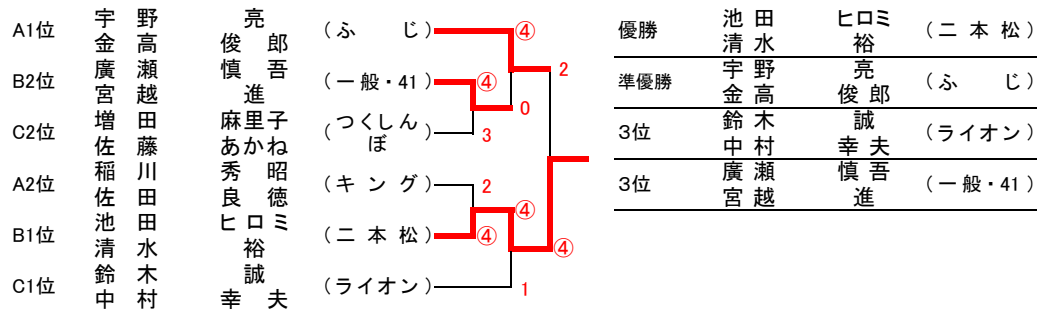 A1位 宇野 亮 (ふじ) ④
金高 俊郎
2
B2位 廣瀬 慎吾 (一般・41) ④
宮越 進
0
C2位 増田 麻里子 (つくしんぼ) 3
佐藤 あかね
A2位 稲川 秀昭 (キング) 2
佐田 良徳
④
B1位 池田 ヒロミ (二本松) ④
清水 裕
④
C1位 鈴木 誠 (ライオン) 1
中村 幸夫
優勝 池田 ヒロミ (二本松)
清水 裕
準優勝 宇野 亮 (ふじ)
金高 俊郎
3位 鈴木 誠 (ライオン)
中村 幸夫
3位 廣瀬 慎吾 (一般・41)
宮越 進